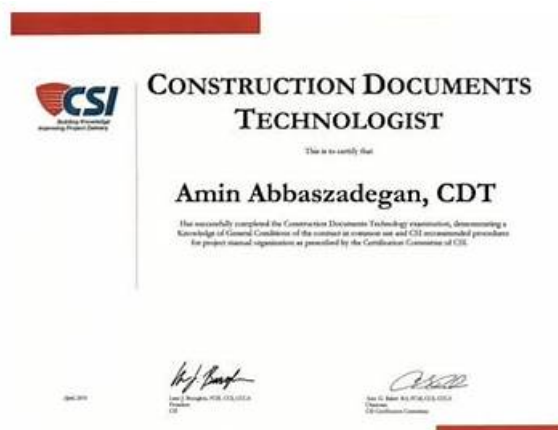 CSI
Building Knowledge
Improving Project Delivery
CONSTRUCTION DOCUMENTS
TECHNOLOGIST
This is to certify that
Amin Abbaszadegan, CDT
Has successfully completed the Construction Documents Technology examination, demonstrating a
Knowledge of General Conditions of the contract in common use and CSI recommended procedures
for project manual organization as prescribed by the Certification Committee of CSI.
President
CSI
Chairman
CSI Certification Committee